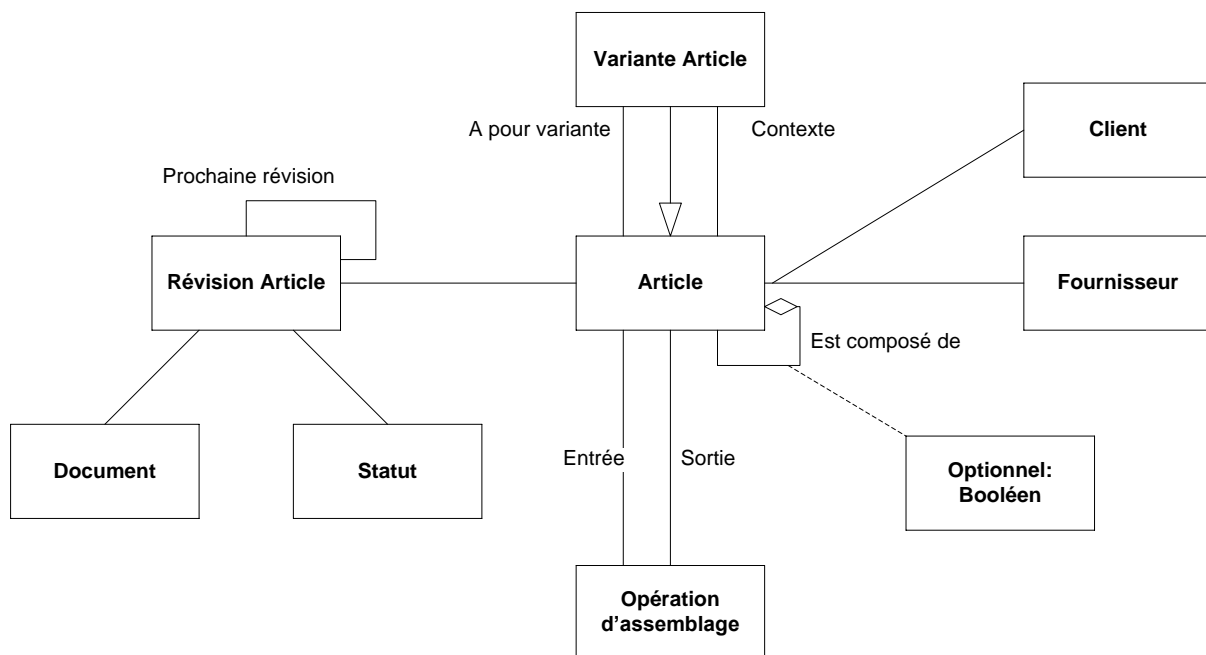 Variante Article
A pour variante
Contexte
Client
Prochaine révision
Révision Article
Article
Fournisseur
Est composé de
Document
Statut
Entrée
Sortie
Optionnel:
Booléen
Opération
d'assemblage